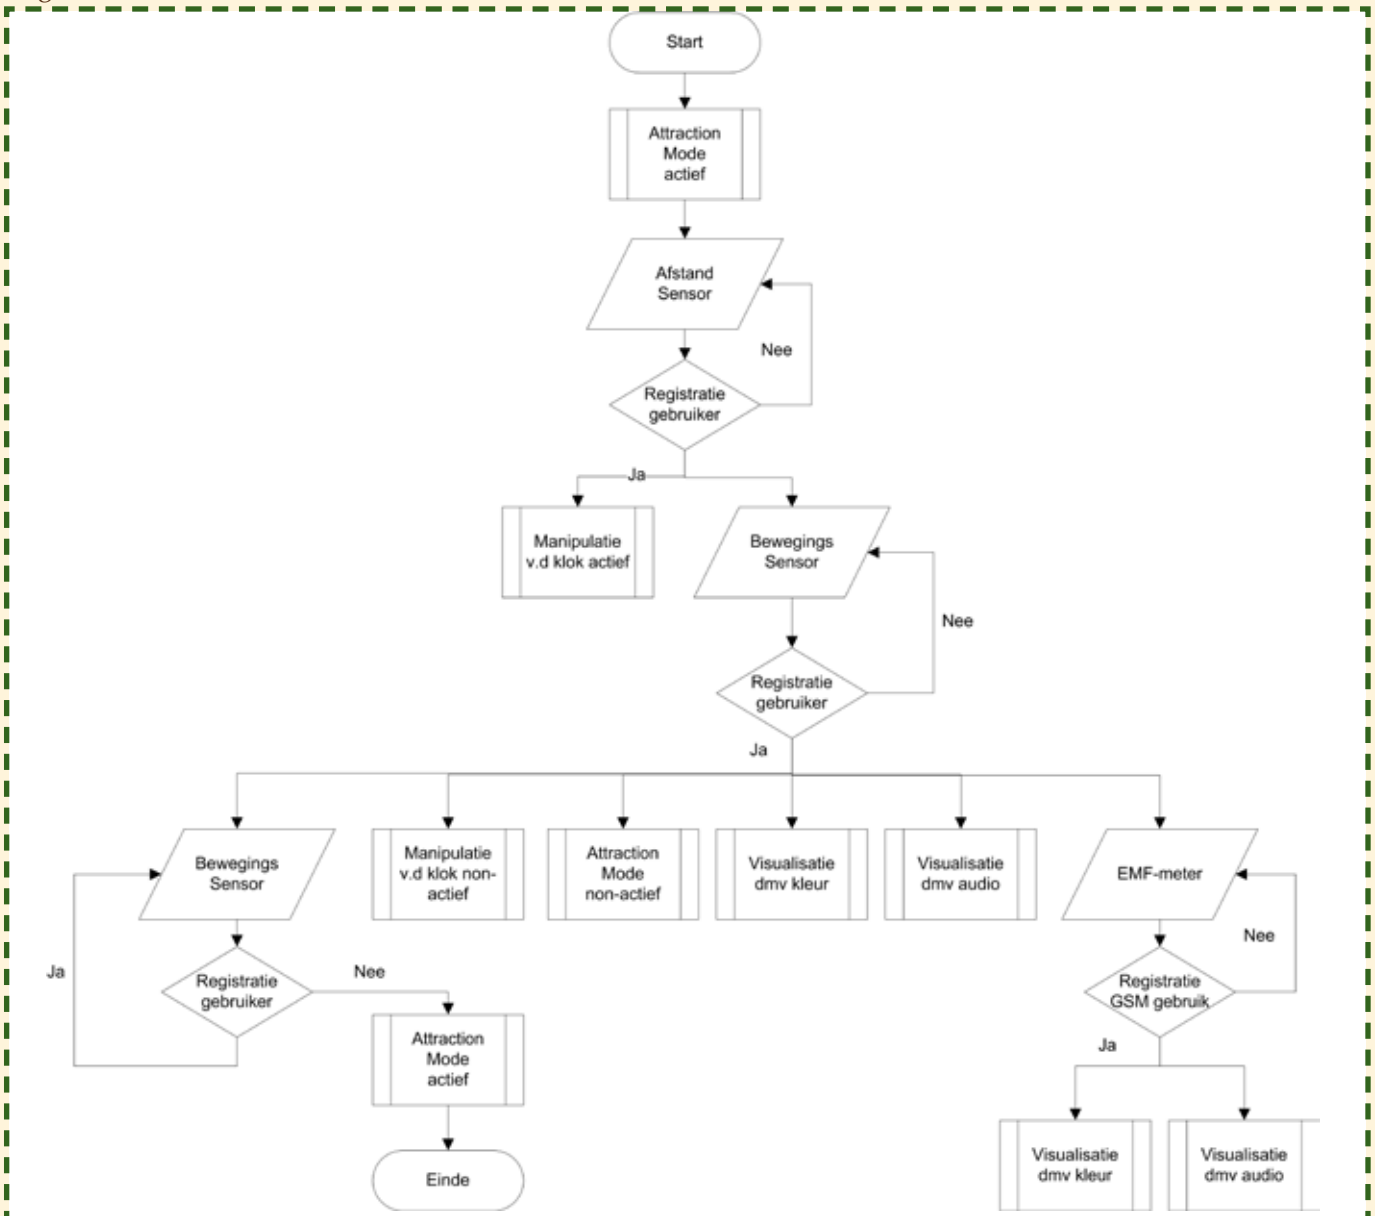 Start
Attraction
Mode
actief
Afstand
Sensor
Nee
Registratie
gebruiker
Ja
Manipulatie
v.d klok actief
Bewegings
Sensor
Nee
Registratie
gebruiker
Ja
Bewegings
Sensor
Manipulatie
v.d klok non-
actief
Attraction
Mode
non-actief
Visualisatie
dmv kleur
Visualisatie
dmv audio
EMF-meter
Nee
Ja
Registratie
gebruiker
Nee
Registratie
GSM gebruik
Ja
Attraction
Mode
actief
Visualisatie
dmv kleur
Visualisatie
dmv audio
Einde